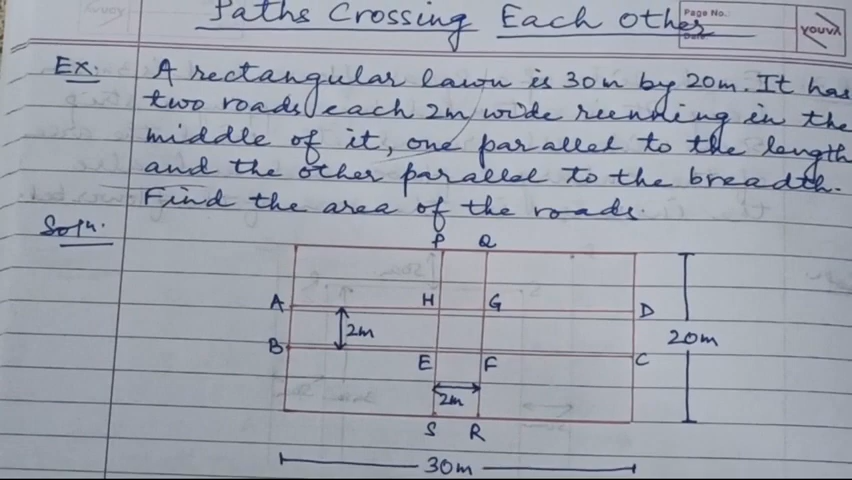 Paths Crossing Each Other
Page No.:
Date:
YOUVA
Ex. A rectangular lawn is 30m by 20m. It has
two roads each 2m wide running in the
middle of it, one parallel to the length
and the other parallel to the breadth.
Find the area of the roads.
Soln.
P Q
A H G D
2m
20m
B E F C
2m
S R
30m